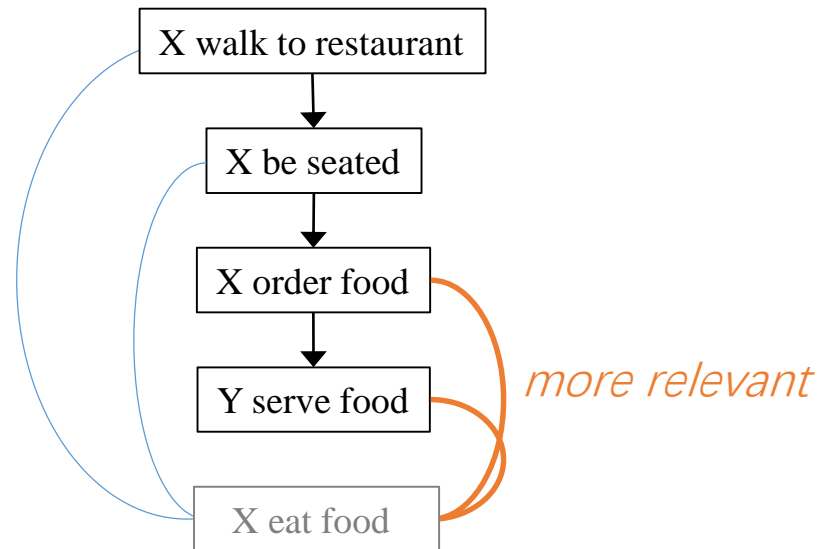 X walk to restaurant
X be seated
X order food
more relevant
Y serve food
X eat food